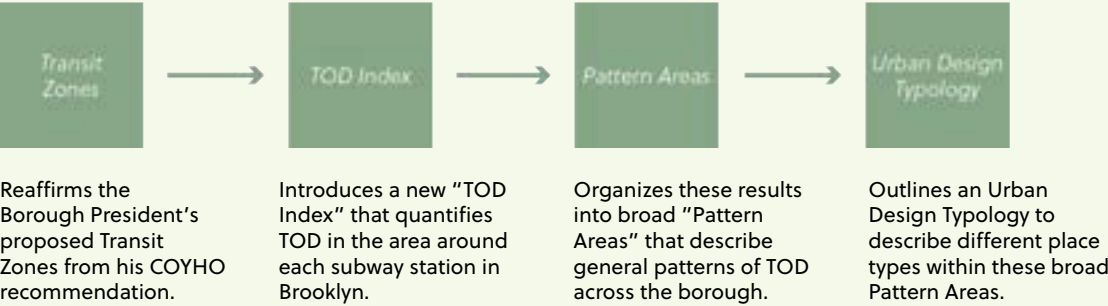 Transit
Zones
TOD Index
Pattern Areas
Urban Design
Typology
Reaffirms the
Borough President’s
proposed Transit
Zones from his COYHO
recommendation.
Introduces a new “TOD
Index” that quantifies
TOD in the area around
each subway station in
Brooklyn.
Organizes these results
into broad “Pattern
Areas” that describe
general patterns of TOD
across the borough.
Outlines an Urban
Design Typology to
describe different place
types within these broad
Pattern Areas.